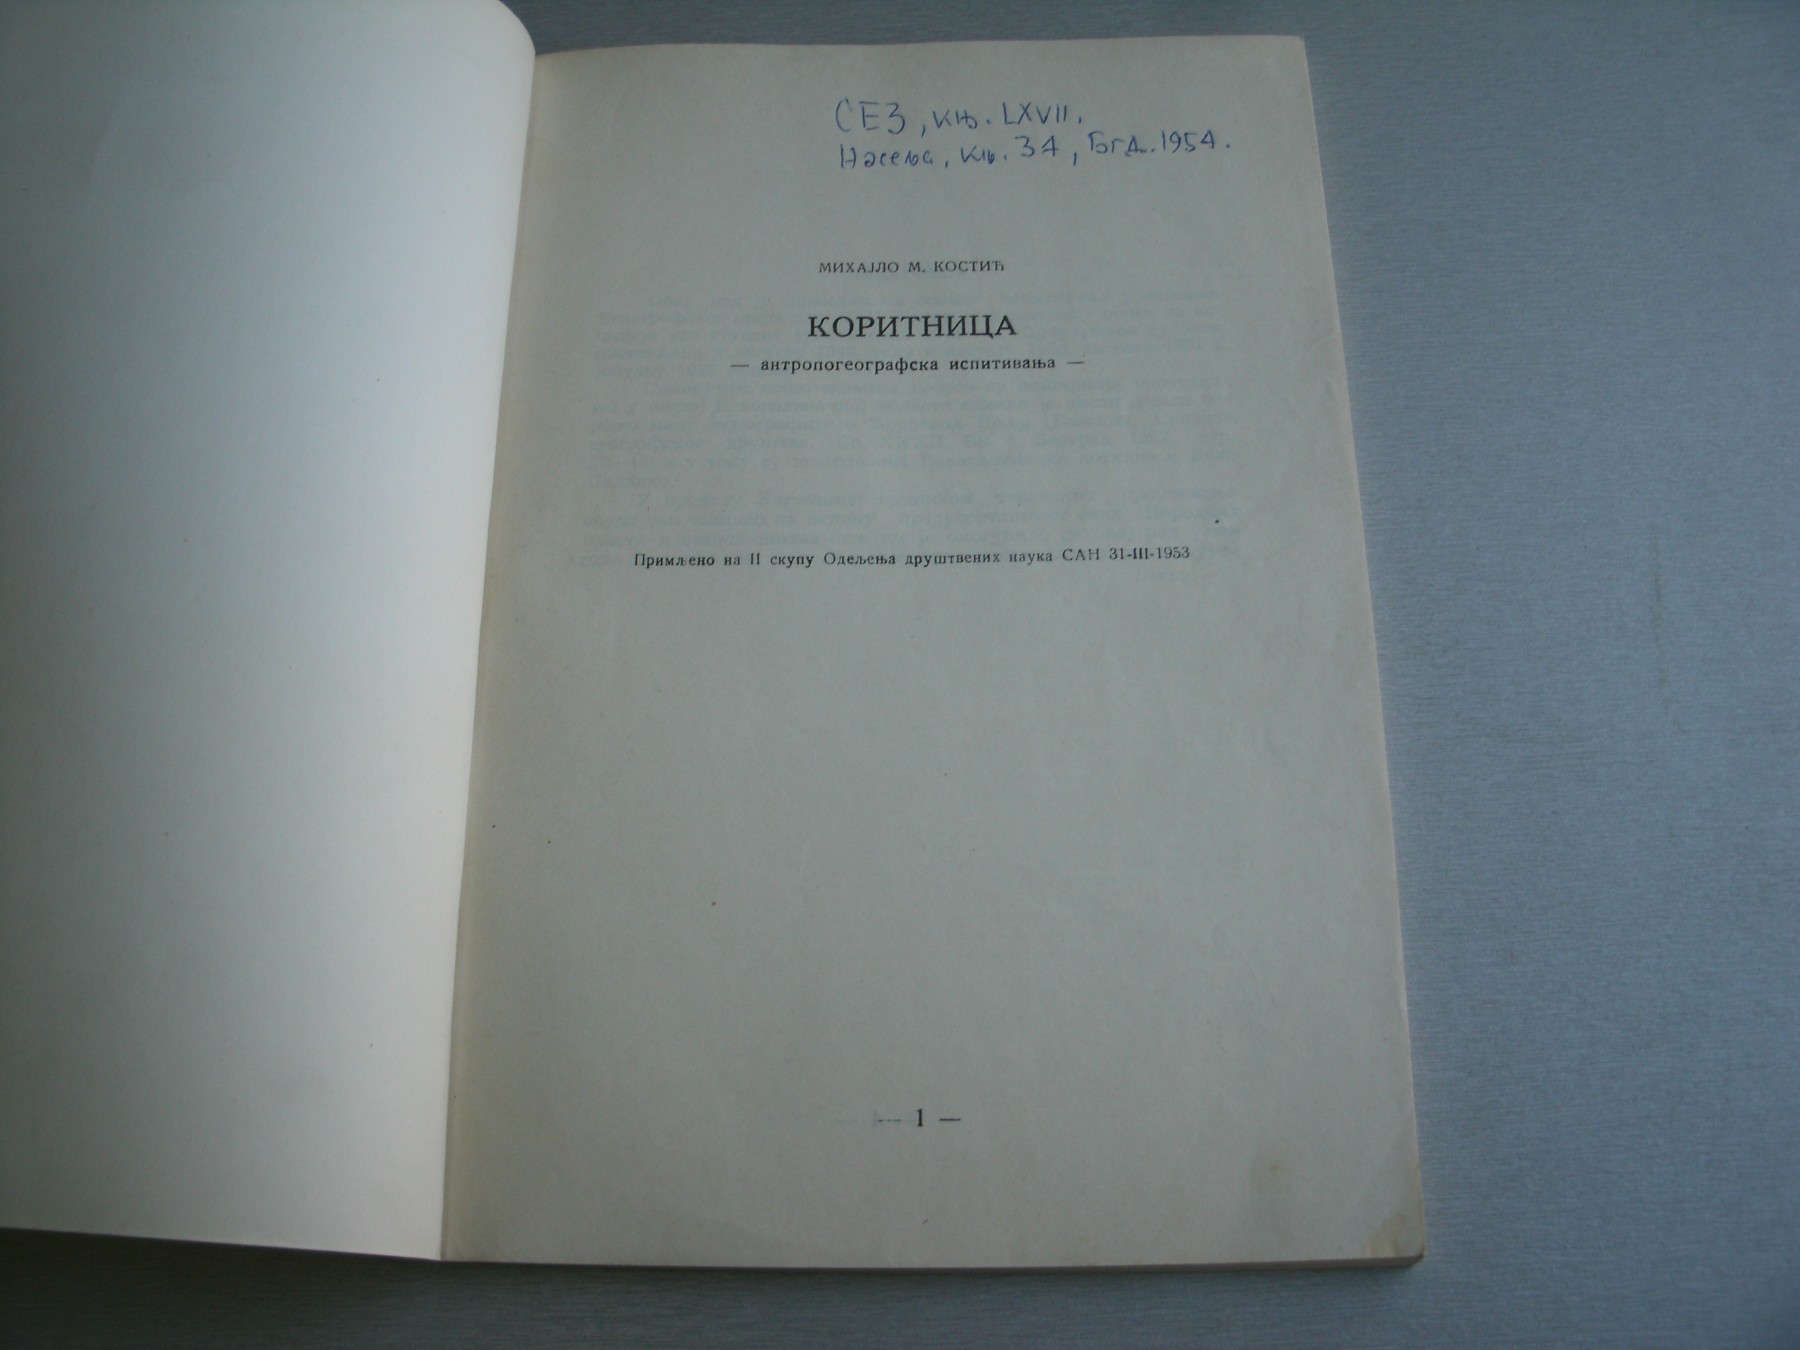 СЕЗ, књ. LXVII.
Насеља, књ. 34, Бгд. 1954.
МИХАЈЛО М. КОСТИЋ
КОРИТНИЦА
— антропогеографска испитивања —
Примљено на II скупу Одељења друштвених наука САН 31-III-1953
— 1 —